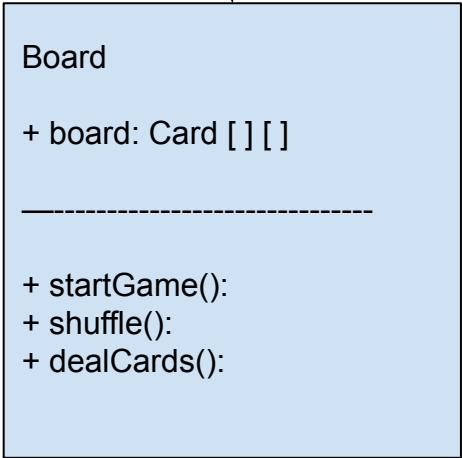 Board
+ board: Card [ ] [ ]
—------------------------------
+ startGame():
+ shuffle():
+ dealCards():